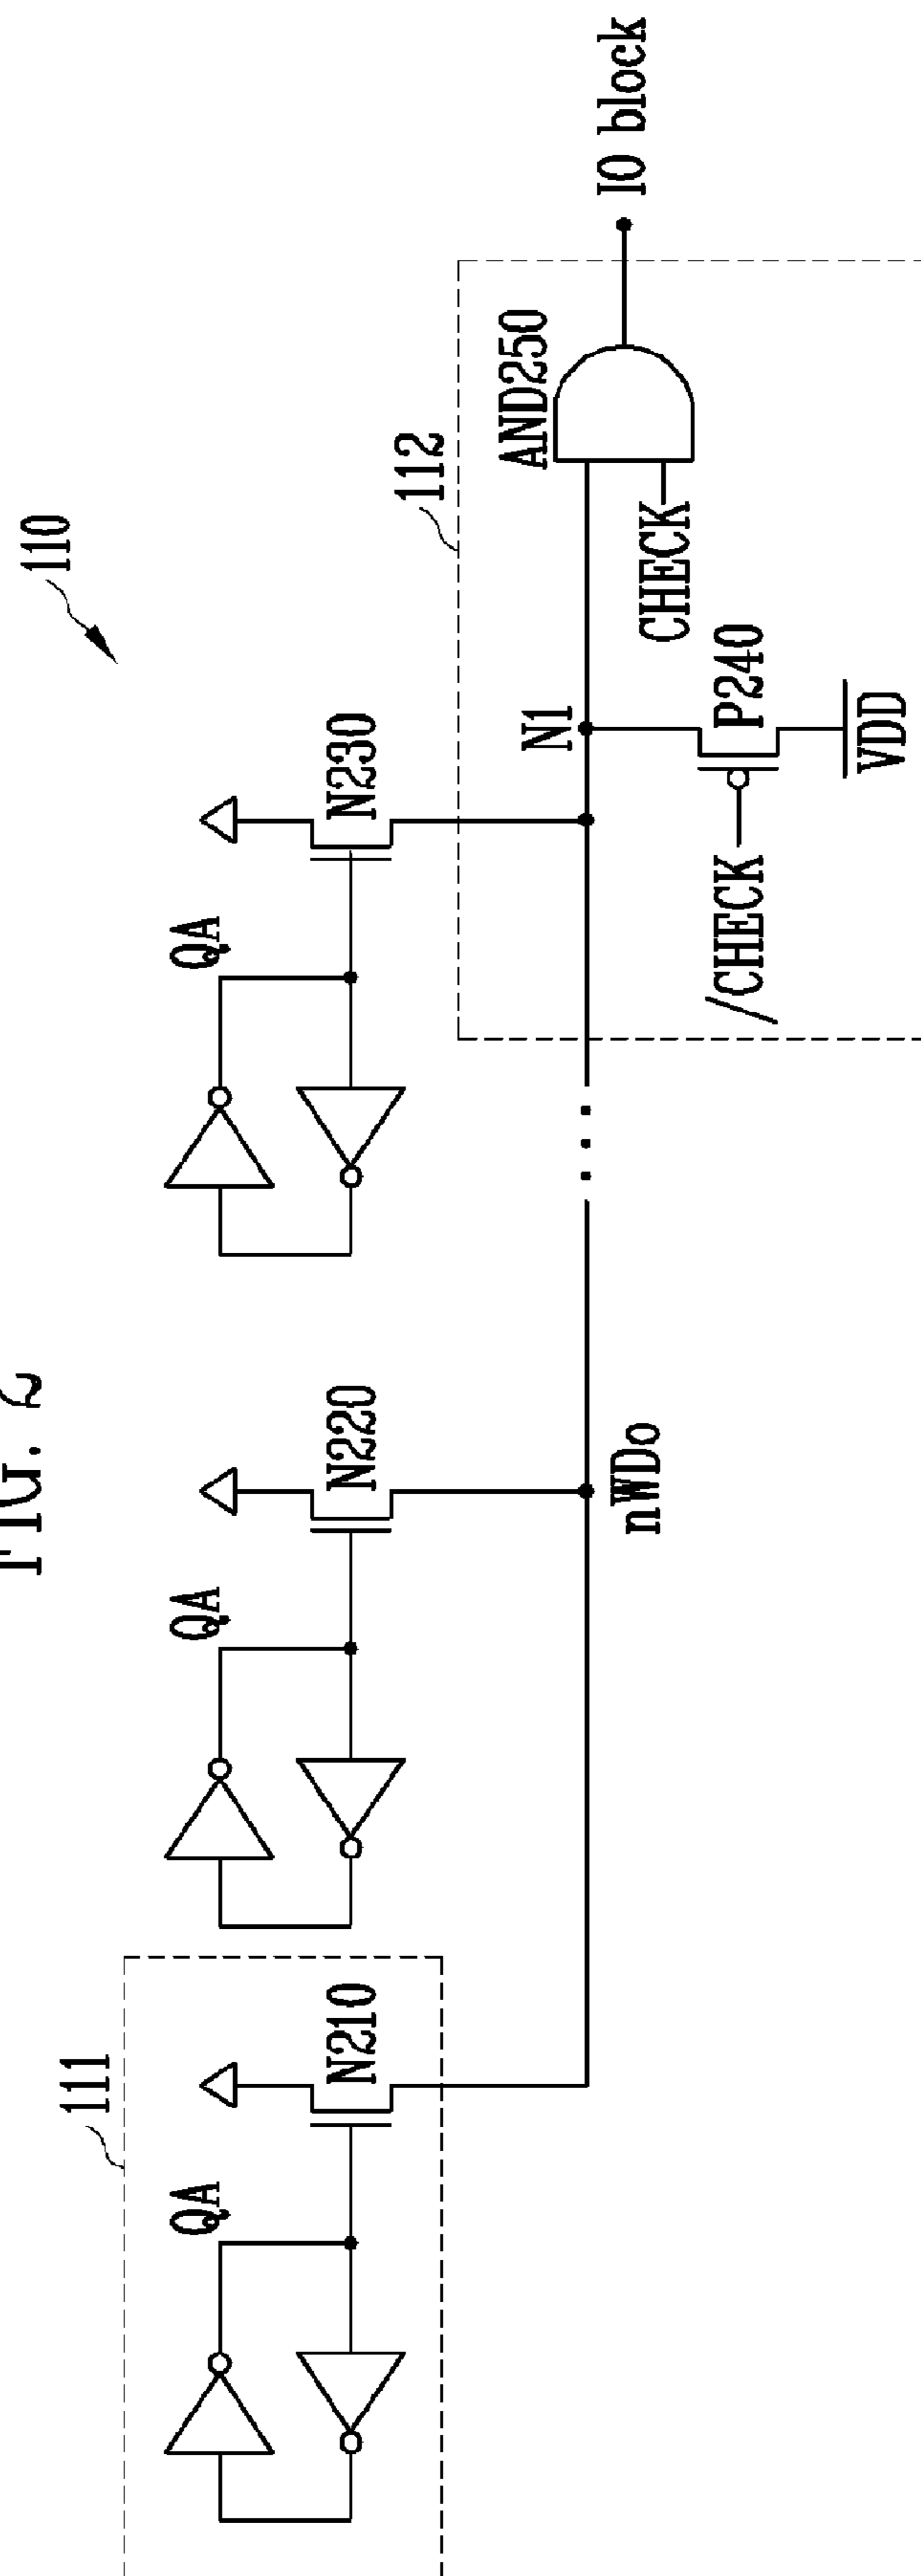 FIG. 2
110
111
QA
N210
QA
N220
QA
N230
112
nWDo
N1
AND250
IO block
CHECK
/CHECK
P240
VDD